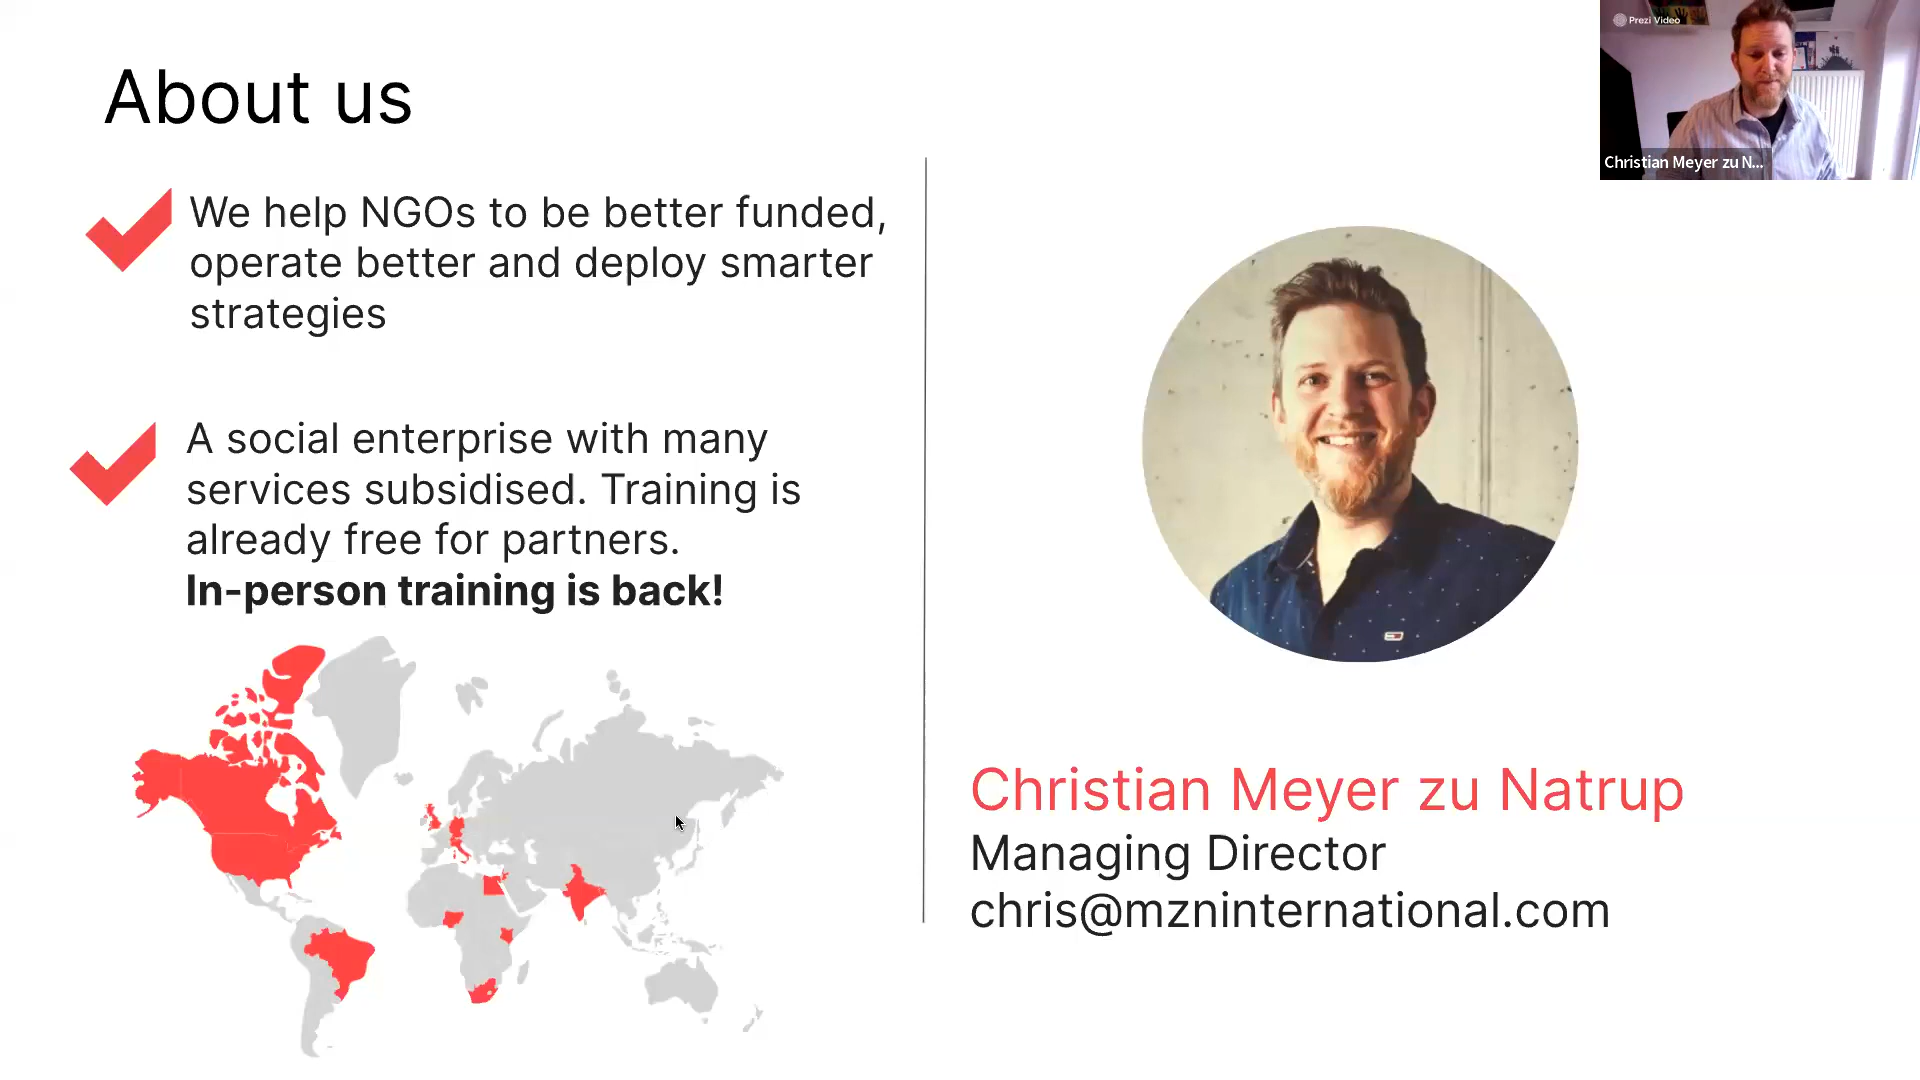 About us
We help NGOs to be better funded,
operate better and deploy smarter
strategies
A social enterprise with many
services subsidised. Training is
already free for partners.
In-person training is back!
Prezi Video
Christian Meyer zu N...
Christian Meyer zu Natrup
Managing Director
chris@mzninternational.com